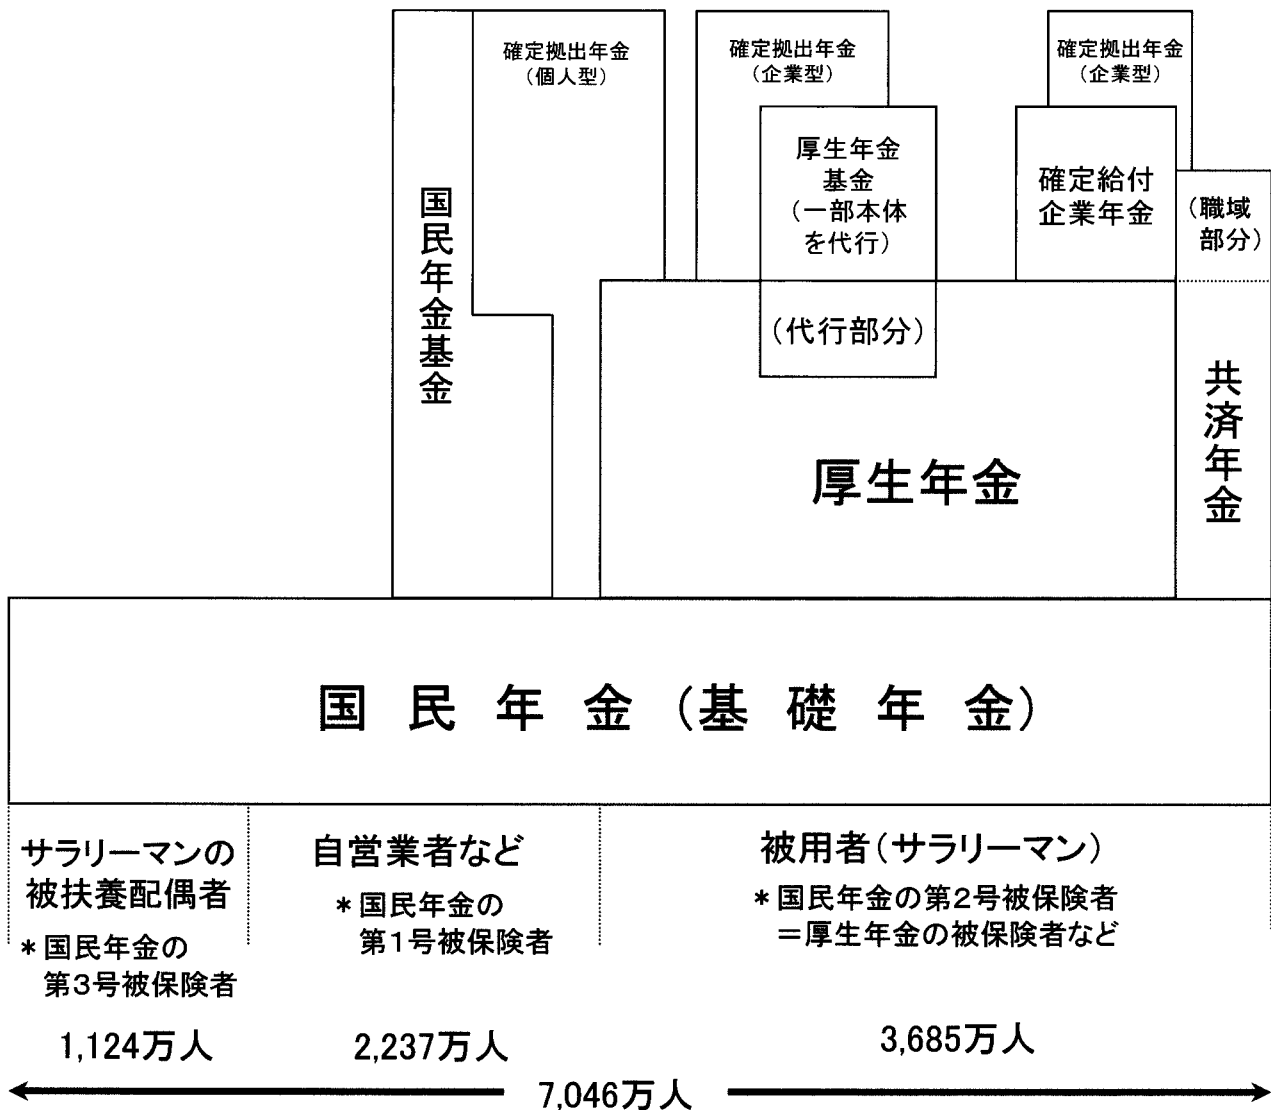 確定拠出年金
（個人型）
確定拠出年金
（企業型）
確定拠出年金
（企業型）
国民年金基金
厚生年金
基金
（一部本体
を代行）
確定給付
企業年金
（職域
部分）
（代行部分）
厚生年金
共済年金
国民年金（基礎年金）
サラリーマンの
被扶養配偶者
＊国民年金の
第３号被保険者
1,124万人
自営業者など
＊国民年金の
第１号被保険者
2,237万人
被用者（サラリーマン）
＊国民年金の第２号被保険者
＝厚生年金の被保険者など
3,685万人
7,046万人